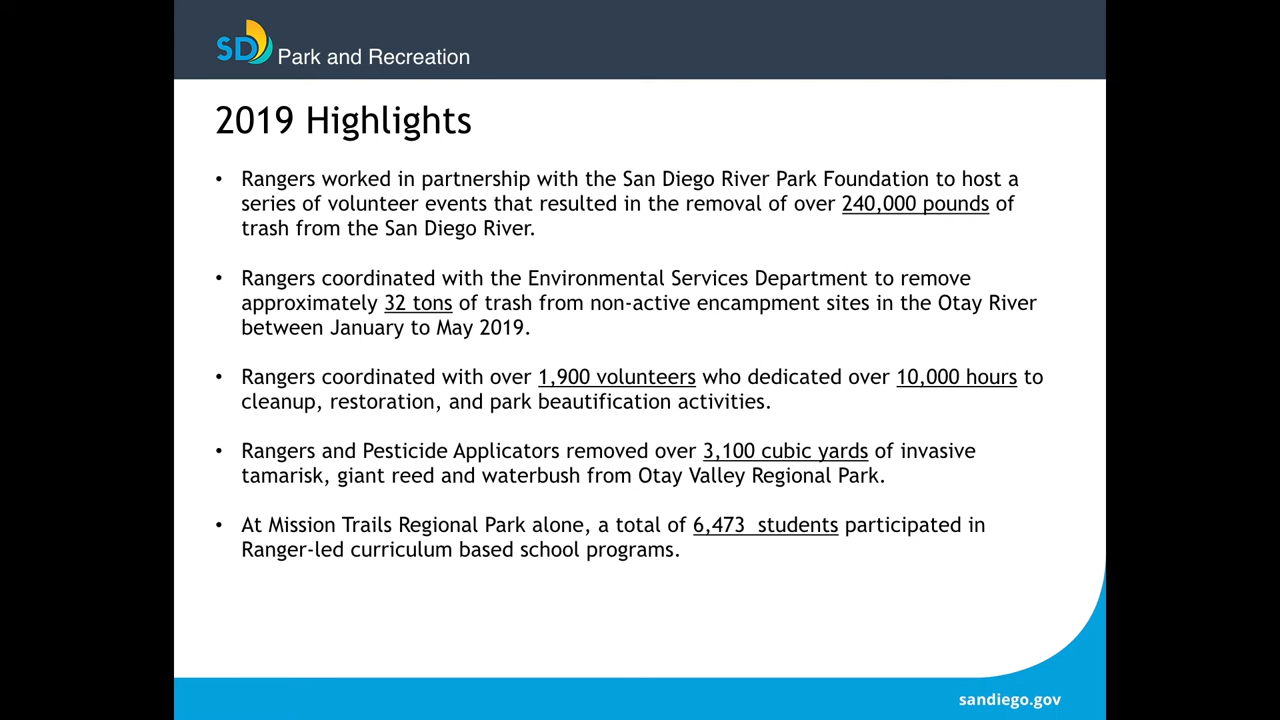 SD Park and Recreation
2019 Highlights
• Rangers worked in partnership with the San Diego River Park Foundation to host a
series of volunteer events that resulted in the removal of over 240,000 pounds of
trash from the San Diego River.
• Rangers coordinated with the Environmental Services Department to remove
approximately 32 tons of trash from non-active encampment sites in the Otay River
between January to May 2019.
• Rangers coordinated with over 1,900 volunteers who dedicated over 10,000 hours to
cleanup, restoration, and park beautification activities.
• Rangers and Pesticide Applicators removed over 3,100 cubic yards of invasive
tamarisk, giant reed and waterbush from Otay Valley Regional Park.
• At Mission Trails Regional Park alone, a total of 6,473  students participated in
Ranger-led curriculum based school programs.
sandiego.gov